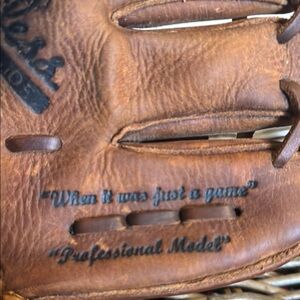 "When it was just a game"
"Professional Model"